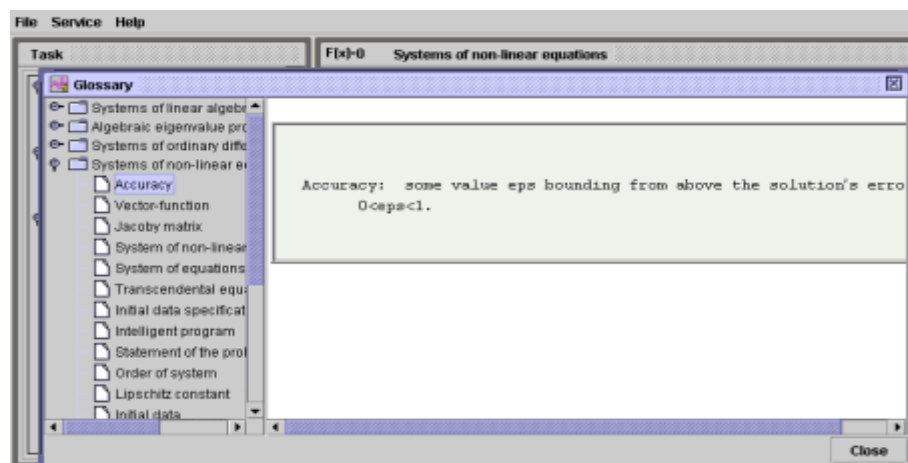 File Service Help
Task
F(x)=0 Systems of non-linear equations
Glossary
Systems of linear algebr
Algebraic eigenvalue pro
Systems of ordinary diffe
Systems of non-linear e
Accuracy
Vector-function
Jacoby matrix
System of non-linear
System of equations
Transcendental equa
Initial data specificat
Intelligent program
Statement of the prol
Order of system
Lipschitz constant
Initial data
Accuracy: some value eps bounding from above the solution's erro
0<eps<1.
Close